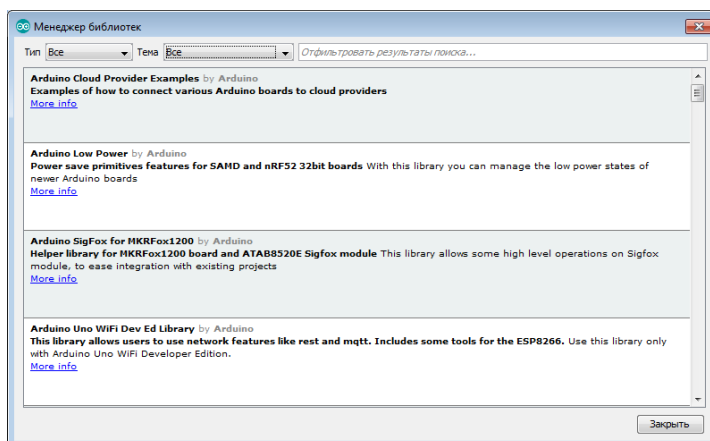 Менеджер библиотек
Тип Все Тема Все Отфильтровать результаты поиска...
Arduino Cloud Provider Examples by Arduino
Examples of how to connect various Arduino boards to cloud providers
More info
Arduino Low Power by Arduino
Power save primitives features for SAMD and nRF52 32bit boards With this library you can manage the low power states of
newer Arduino boards
More info
Arduino SigFox for MKRFox1200 by Arduino
Helper library for MKRFox1200 board and ATAB8520E Sigfox module This library allows some high level operations on Sigfox
module, to ease integration with existing projects
More info
Arduino Uno WiFi Dev Ed Library by Arduino
This library allows users to use network features like rest and mqtt. Includes some tools for the ESP8266. Use this library only
with Arduino Uno WiFi Developer Edition.
More info
Закрыть